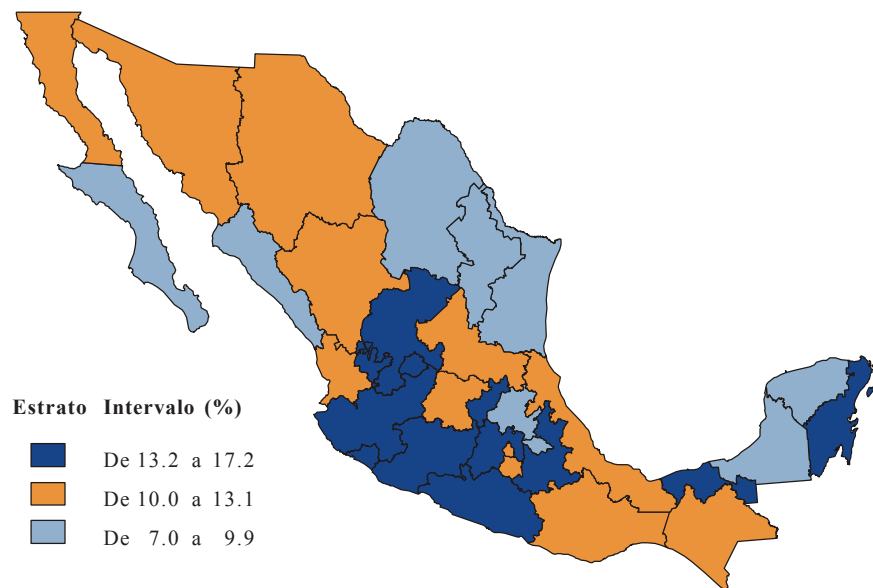 Estrato Intervalo (%)
De 13.2 a 17.2
De 10.0 a 13.1
De 7.0 a 9.9